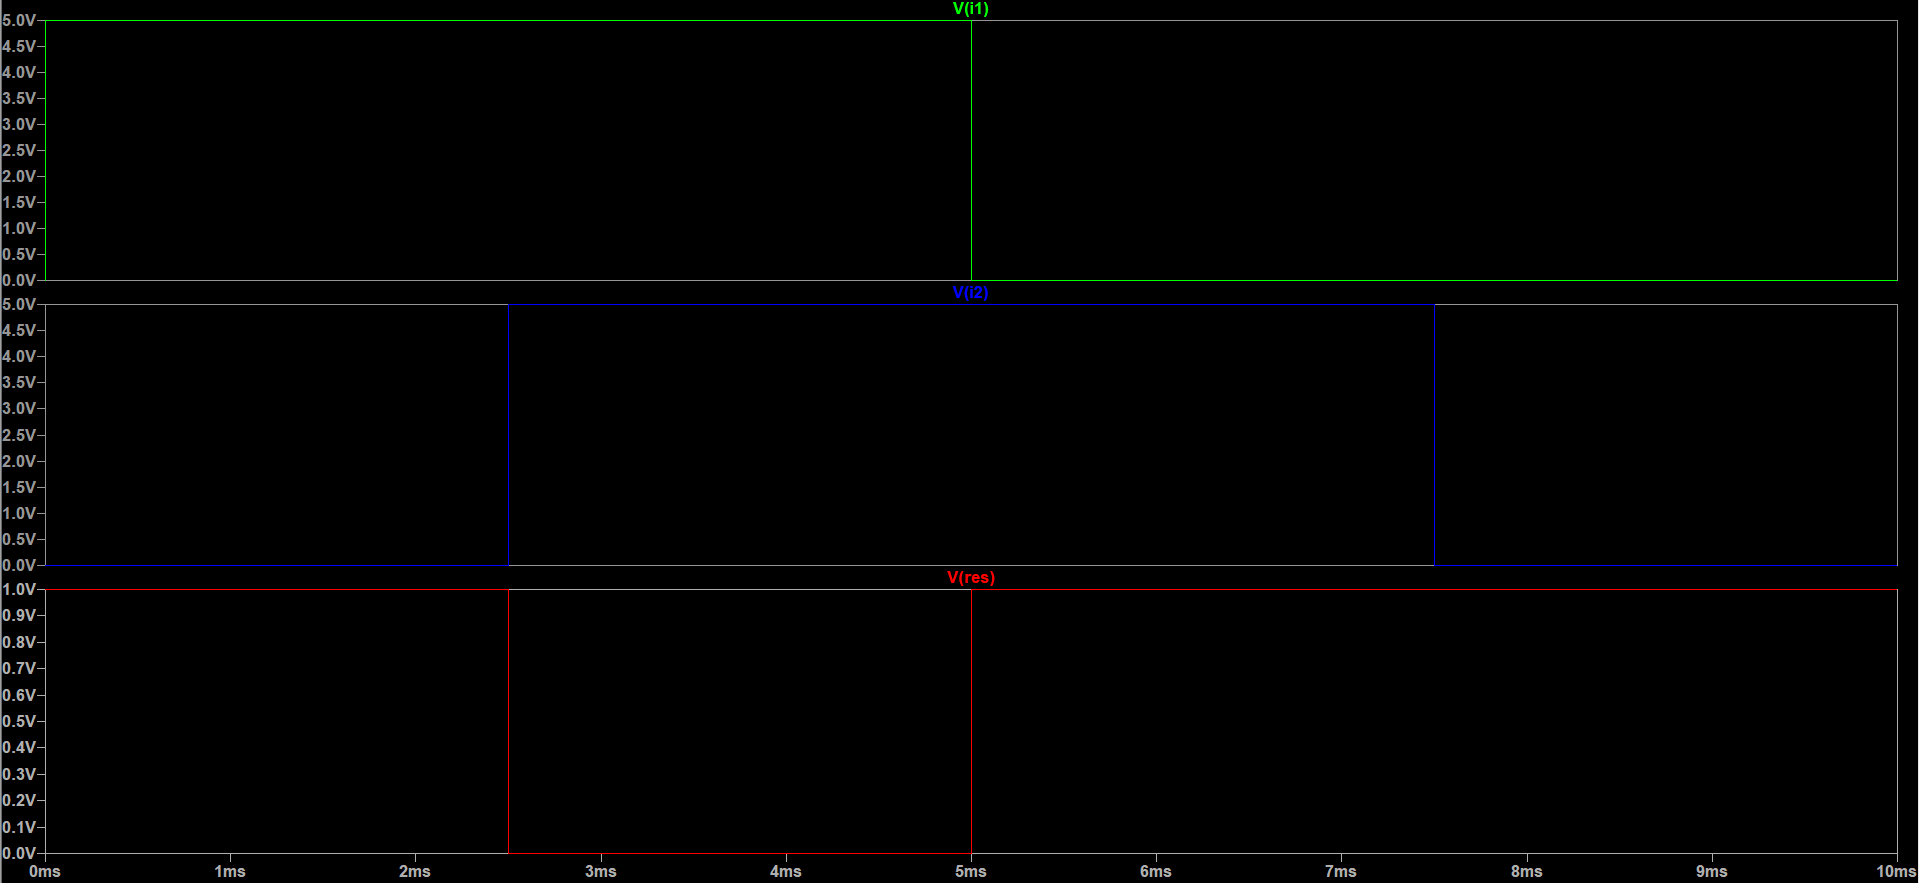 V(i1)
5.0V
4.5V
4.0V
3.5V
3.0V
2.5V
2.0V
1.5V
1.0V
0.5V
0.0V
V(i2)
5.0V
4.5V
4.0V
3.5V
3.0V
2.5V
2.0V
1.5V
1.0V
0.5V
0.0V
V(res)
1.0V
0.9V
0.8V
0.7V
0.6V
0.5V
0.4V
0.3V
0.2V
0.1V
0.0V
0ms 1ms 2ms 3ms 4ms 5ms 6ms 7ms 8ms 9ms 10ms